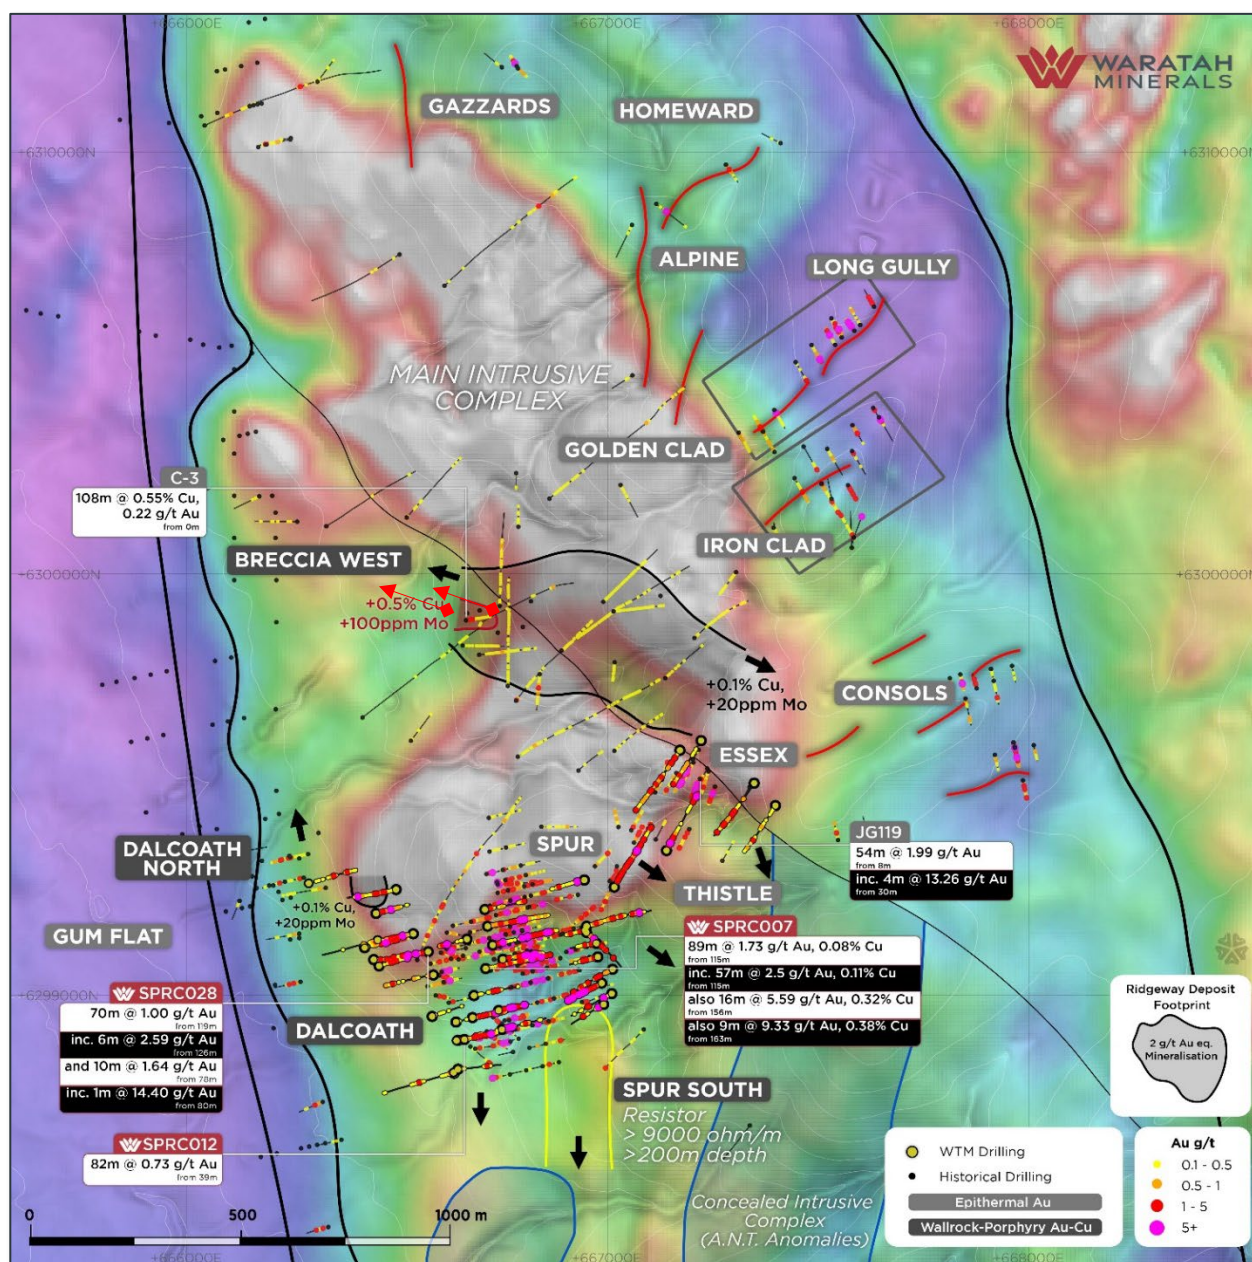 +666000E
+667000E
+668000E
WARATAH
MINERALS
GAZZARDS
HOMEWARD
+6310000N
+6310000N
ALPINE
LONG GULLY
MAIN INTRUSIVE
COMPLEX
GOLDEN CLAD
C-3
108m @ 0.55% Cu,
0.22 g/t Au
from 0m
IRON CLAD
BRECCIA WEST
+6300000N
+6300000N
+0.5% Cu
+100ppm Mo
+0.1% Cu,
+20ppm Mo
CONSOLS
ESSEX
JG119
54m @ 1.99 g/t Au
from 8m
inc. 4m @ 13.26 g/t Au
from 30m
DALCOATH
NORTH
SPUR
THISTLE
+0.1% Cu,
+20ppm Mo
GUM FLAT
SPRC007
89m @ 1.73 g/t Au, 0.08% Cu
from 115m
inc. 57m @ 2.5 g/t Au, 0.11% Cu
from 115m
also 16m @ 5.59 g/t Au, 0.32% Cu
from 156m
also 9m @ 9.33 g/t Au, 0.38% Cu
from 163m
+6299000N
+6299000N
SPRC028
70m @ 1.00 g/t Au
from 119m
inc. 6m @ 2.59 g/t Au
from 126m
and 10m @ 1.64 g/t Au
from 78m
inc. 1m @ 14.40 g/t Au
from 80m
DALCOATH
SPRC012
82m @ 0.73 g/t Au
from 39m
SPUR SOUTH
Resistor
> 9000 ohm/m
>200m depth
Concealed Intrusive
Complex
(A.N.T. Anomalies)
Ridgeway Deposit
Footprint
2 g/t Au eq.
Mineralisation
WTM Drilling
Historical Drilling
Epithermal Au
Wallrock-Porphyry Au-Cu
Au g/t
0.1 - 0.5
0.5 - 1
1 - 5
5+
0
500
1000 m
+666000E
+667000E
+668000E